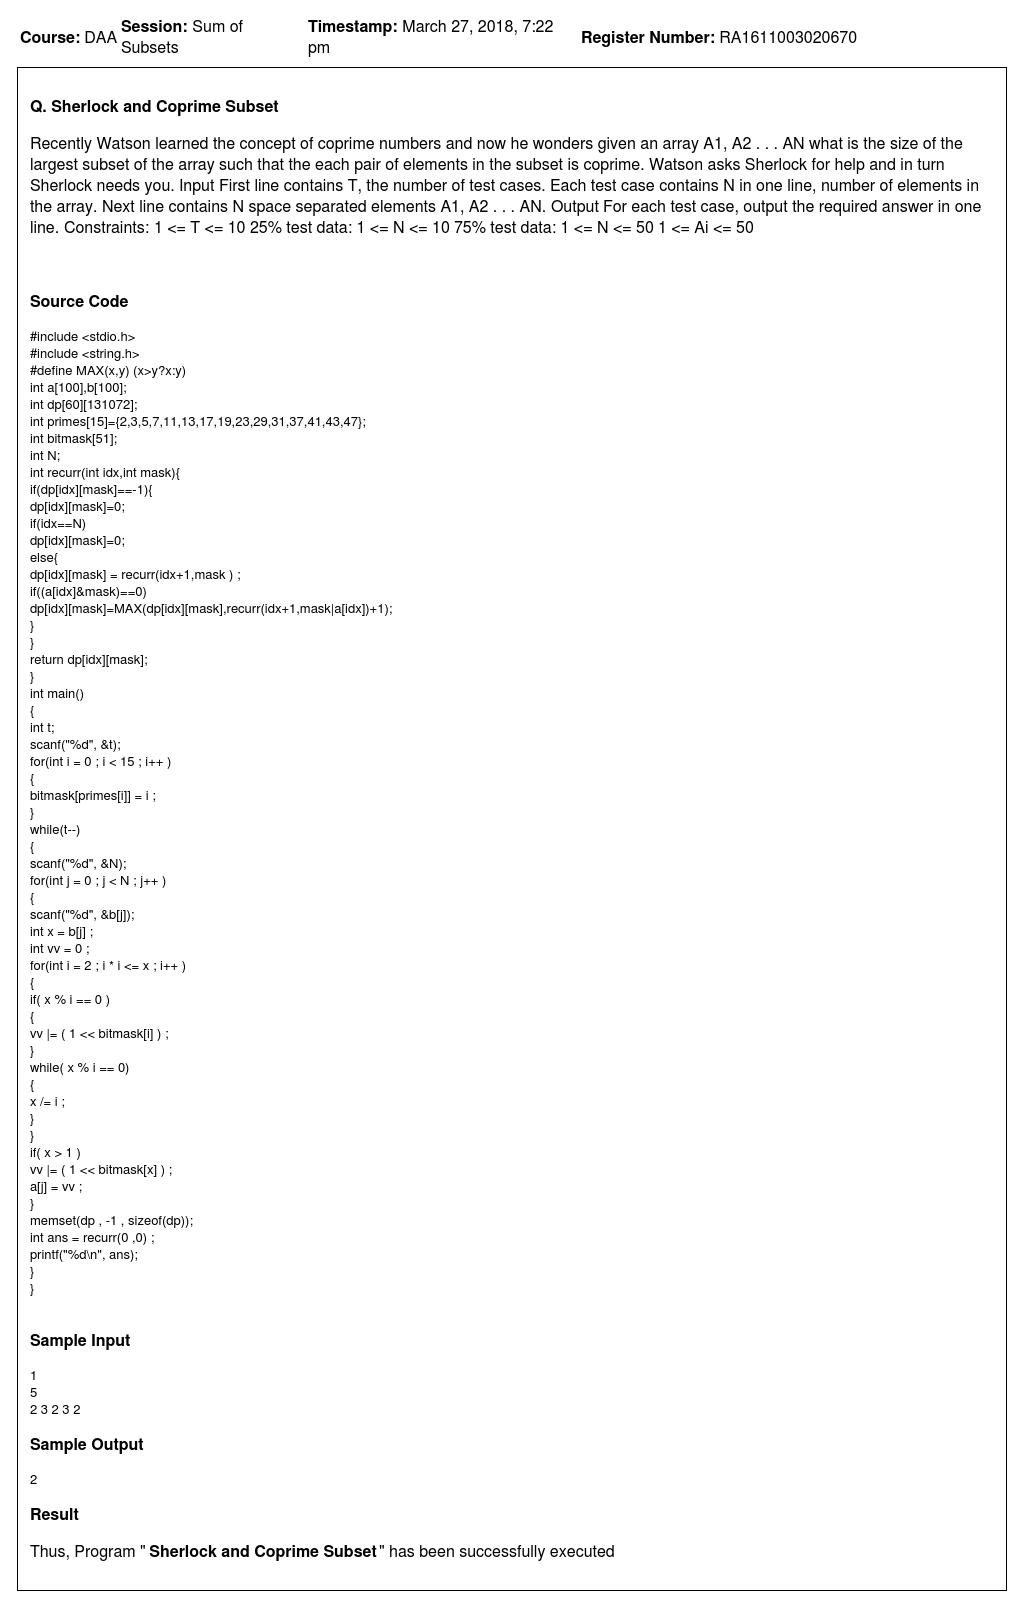 Course: DAA Session: Sum of Subsets Timestamp: March 27, 2018, 7:22 pm Register Number: RA1611003020670
Q. Sherlock and Coprime Subset
Recently Watson learned the concept of coprime numbers and now he wonders given an array A1, A2 . . . AN what is the size of the
largest subset of the array such that the each pair of elements in the subset is coprime. Watson asks Sherlock for help and in turn
Sherlock needs you. Input First line contains T, the number of test cases. Each test case contains N in one line, number of elements in
the array. Next line contains N space separated elements A1, A2 . . . AN. Output For each test case, output the required answer in one
line. Constraints: 1 <= T <= 10 25% test data: 1 <= N <= 10 75% test data: 1 <= N <= 50 1 <= Ai <= 50
Source Code
#include <stdio.h>
#include <string.h>
#define MAX(x,y) (x>y?x:y)
int a[100],b[100];
int dp[60][131072];
int primes[15]={2,3,5,7,11,13,17,19,23,29,31,37,41,43,47};
int bitmask[51];
int N;
int recurr(int idx,int mask){
if(dp[idx][mask]==-1){
dp[idx][mask]=0;
if(idx==N)
dp[idx][mask]=0;
else{
dp[idx][mask] = recurr(idx+1,mask ) ;
if((a[idx]&mask)==0)
dp[idx][mask]=MAX(dp[idx][mask],recurr(idx+1,mask|a[idx])+1);
}
}
return dp[idx][mask];
}
int main()
{
int t;
scanf("%d", &t);
for(int i = 0 ; i < 15 ; i++ )
{
bitmask[primes[i]] = i ;
}
while(t--)
{
scanf("%d", &N);
for(int j = 0 ; j < N ; j++ )
{
scanf("%d", &b[j]);
int x = b[j] ;
int vv = 0 ;
for(int i = 2 ; i * i <= x ; i++ )
{
if( x % i == 0 )
{
vv |= ( 1 << bitmask[i] ) ;
}
while( x % i == 0)
{
x /= i ;
}
}
if( x > 1 )
vv |= ( 1 << bitmask[x] ) ;
a[j] = vv ;
}
memset(dp , -1 , sizeof(dp));
int ans = recurr(0 ,0) ;
printf("%d\n", ans);
}
}
Sample Input
1
5
2 3 2 3 2
Sample Output
2
Result
Thus, Program " Sherlock and Coprime Subset " has been successfully executed